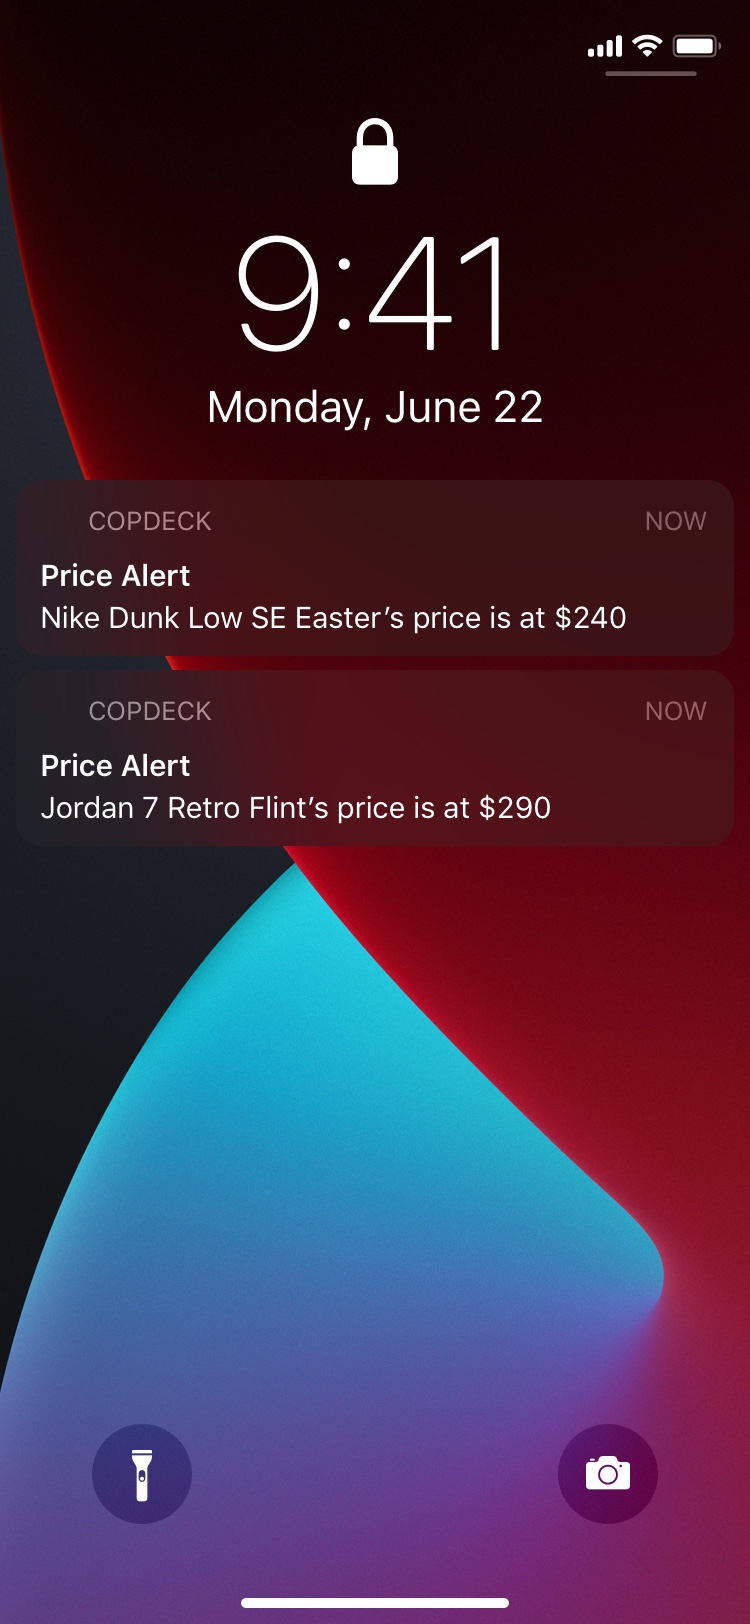 9:41
Monday, June 22
COPDECK NOW
Price Alert
Nike Dunk Low SE Easter’s price is at $240
COPDECK NOW
Price Alert
Jordan 7 Retro Flint’s price is at $290